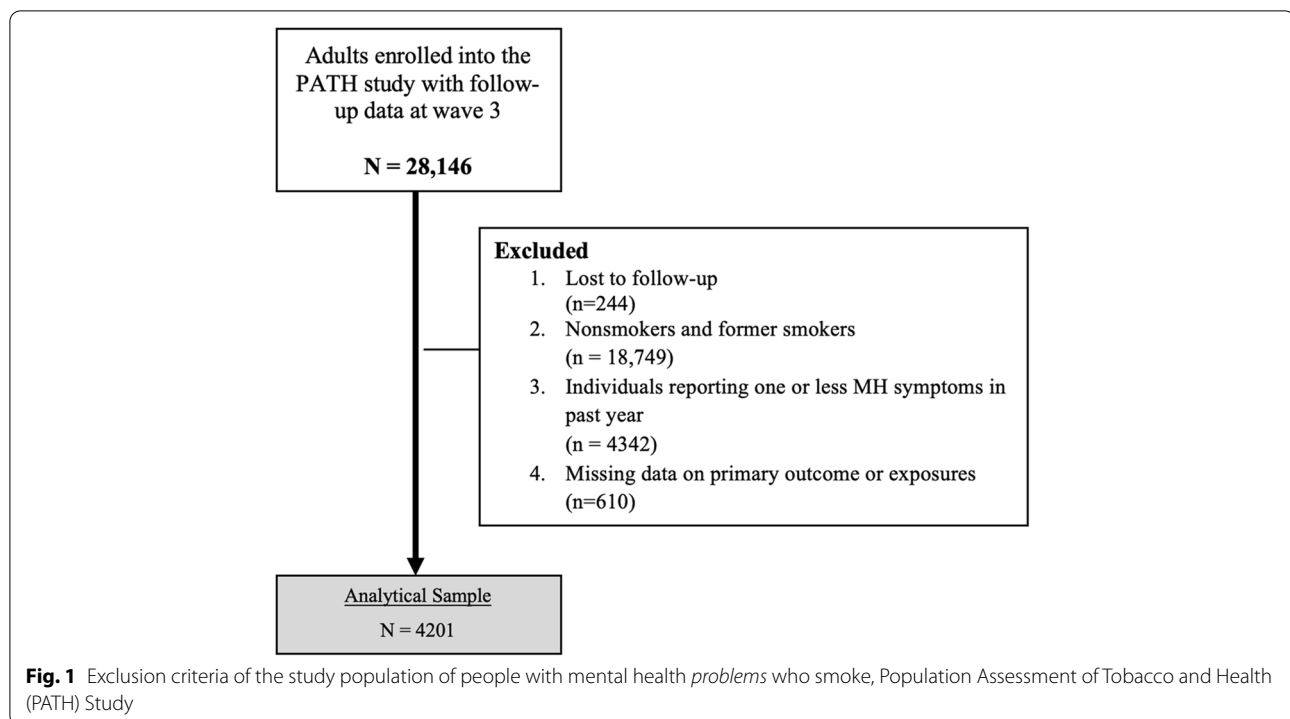 Adults enrolled into the
PATH study with follow-
up data at wave 3
N = 28,146
Excluded
1. Lost to follow-up
(n=244)
2. Nonsmokers and former smokers
(n = 18,749)
3. Individuals reporting one or less MH symptoms in
past year
(n = 4342)
4. Missing data on primary outcome or exposures
(n=610)
Analytical Sample
N = 4201
Fig. 1 Exclusion criteria of the study population of people with mental health problems who smoke, Population Assessment of Tobacco and Health
(PATH) Study